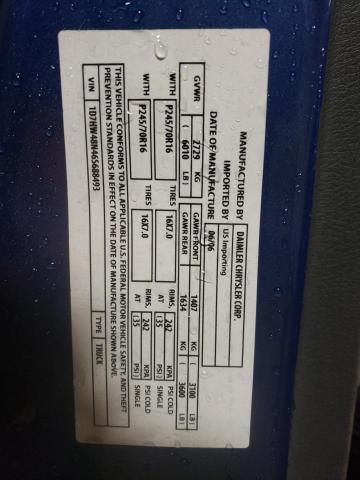 MANUFACTURED BY DAIMLER CHRYSLER CORP.
IMPORTED BY US Importing
DATE OF MANUFACTURE 06/06
GVWR 2729 KG GAWR FRONT 1407 KG ( 3100 LB)
( 6010 LB) GAWR REAR 1634 KG ( 3600 LB)
WITH P245/70R16 TIRES 16X7.0 RIMS, 242 KPA PSI COLD
AT (35 PSI) SINGLE
WITH P245/70R16 TIRES 16X7.0 RIMS, 242 KPA PSI COLD
AT (35 PSI) SINGLE
THIS VEHICLE CONFORMS TO ALL APPLICABLE U.S. FEDERAL MOTOR VEHICLE SAFETY, AND THEFT
PREVENTION STANDARDS IN EFFECT ON THE DATE OF MANUFACTURE SHOWN ABOVE.
VIN 1D7HW48N46S688493 TYPE TRUCK